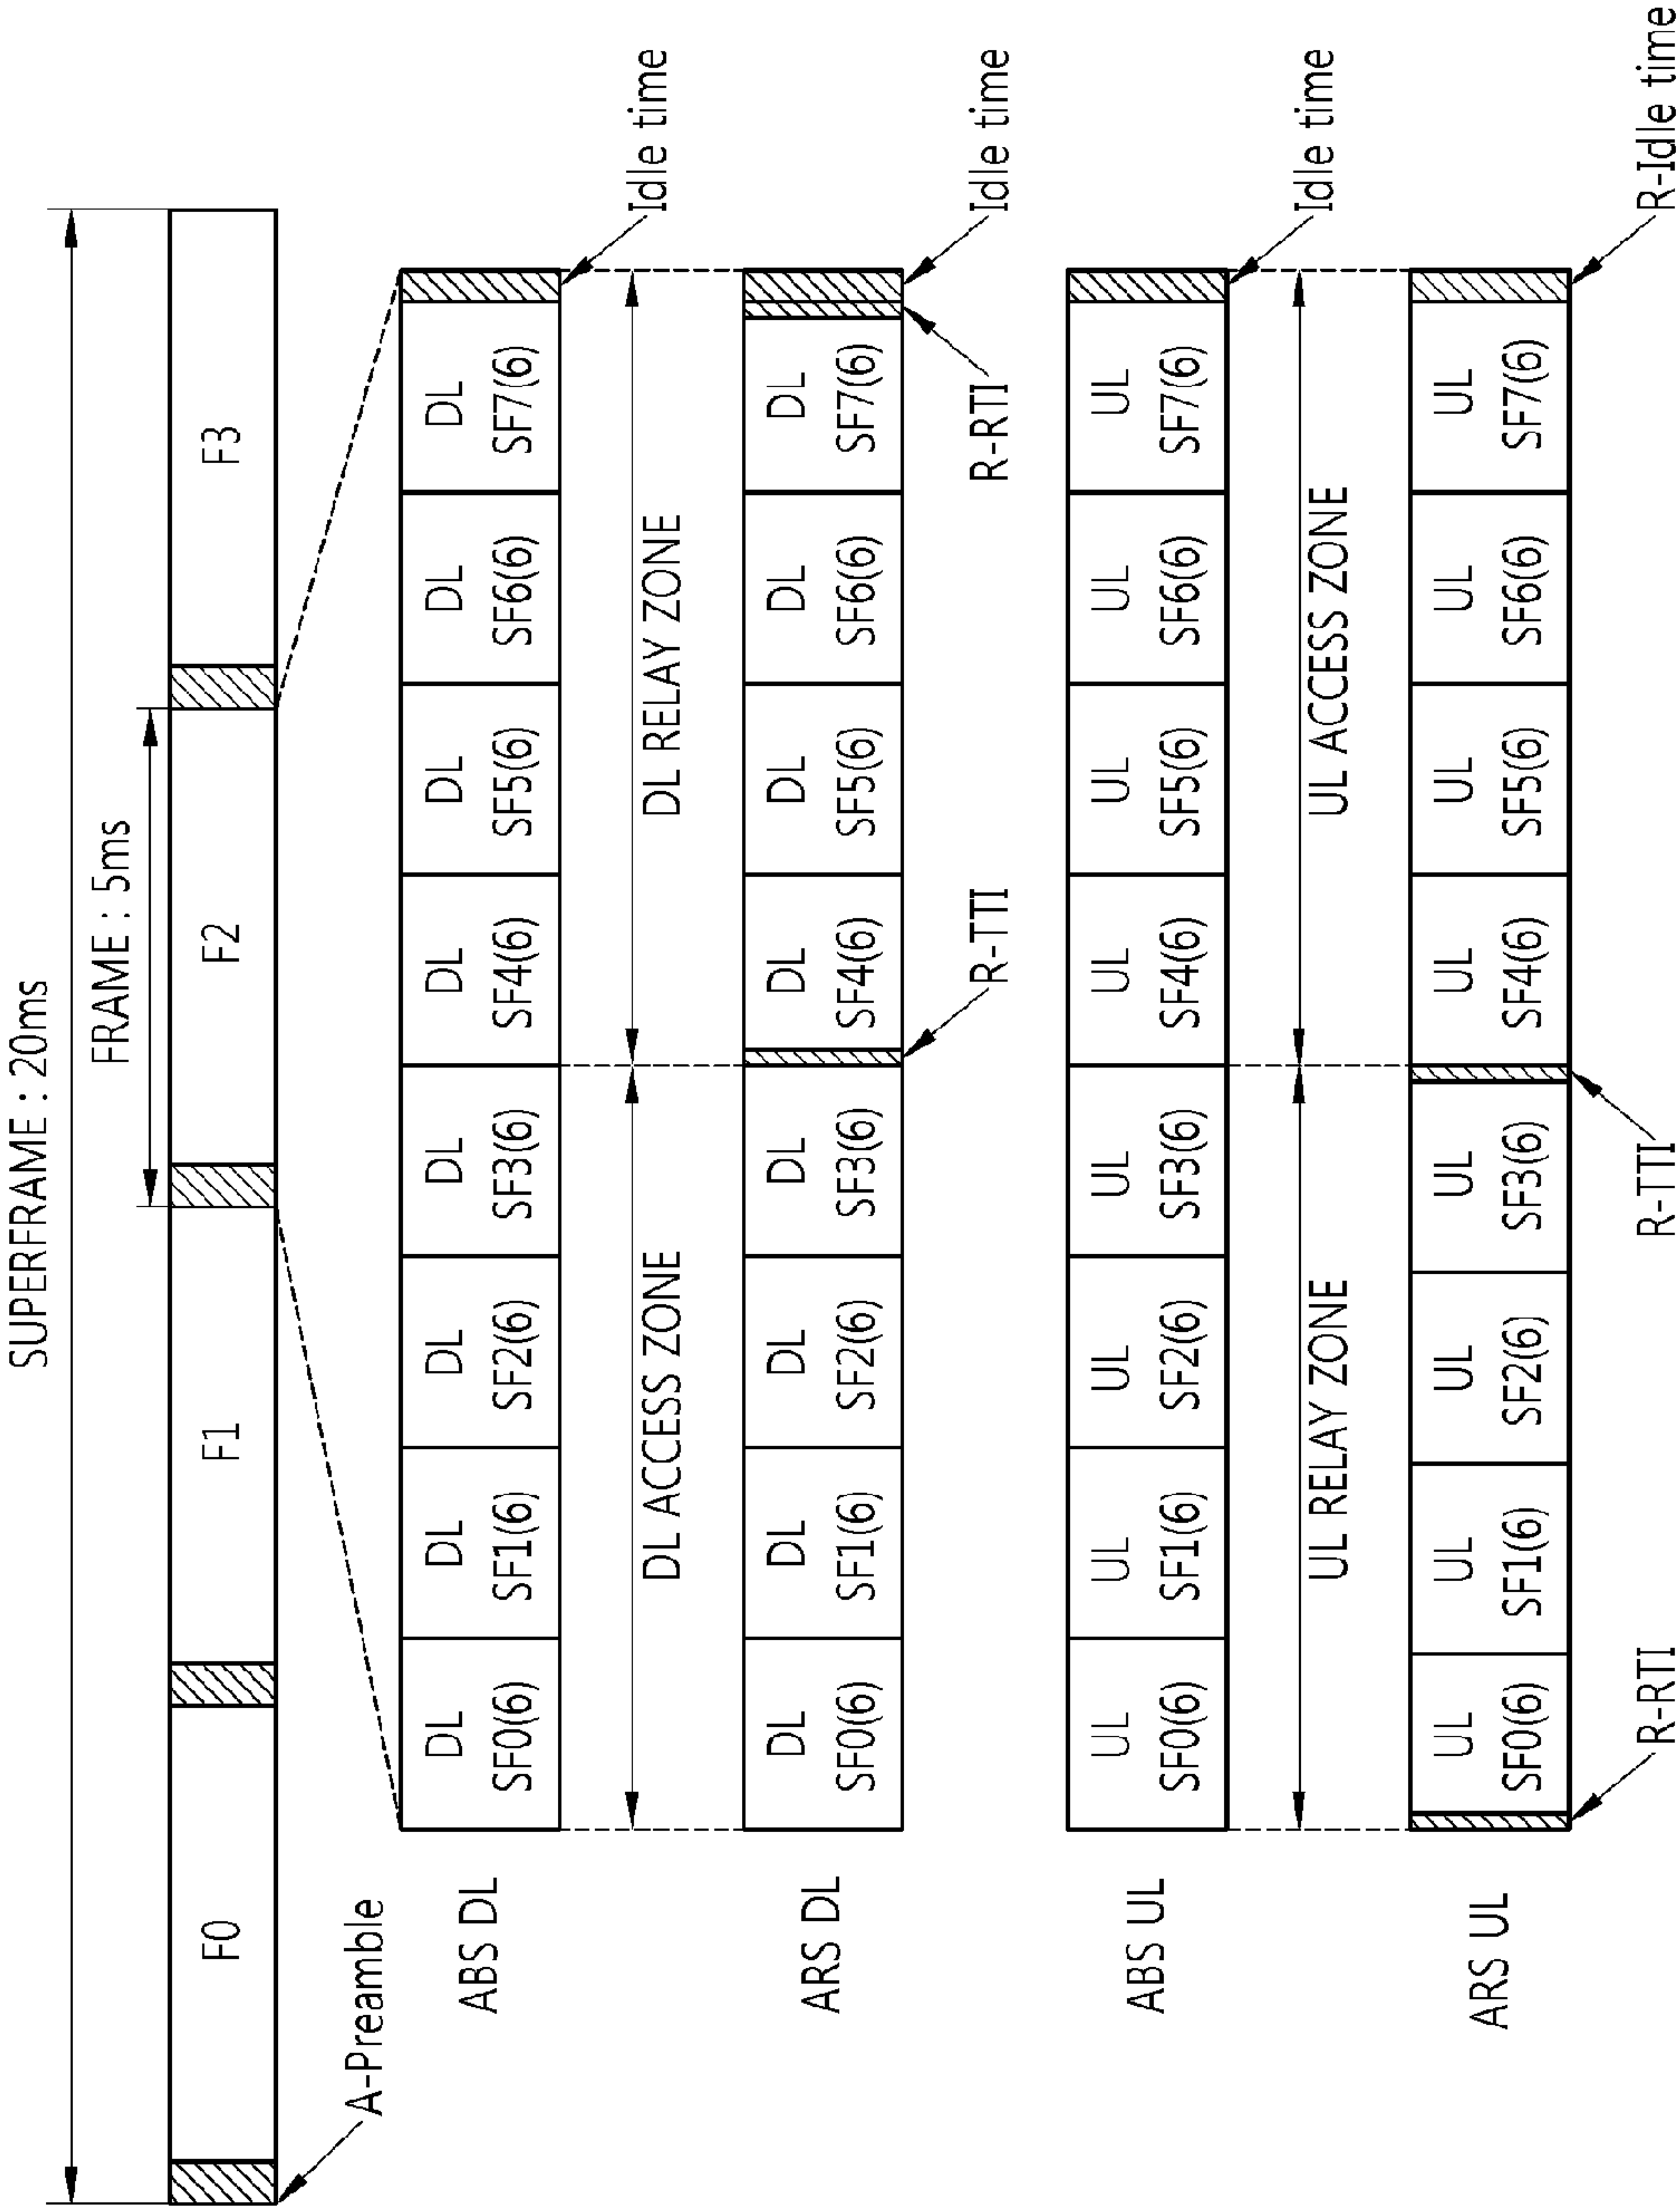 SUPERFRAME : 20ms
FRAME : 5ms
F0 F1 F2 F3
A-Preamble
ABS DL
DL DL DL DL DL DL DL DL
SF0(6) SF1(6) SF2(6) SF3(6) SF4(6) SF5(6) SF6(6) SF7(6)
Idle time
DL ACCESS ZONE DL RELAY ZONE
ARS DL
DL DL DL DL DL DL DL DL
SF0(6) SF1(6) SF2(6) SF3(6) SF4(6) SF5(6) SF6(6) SF7(6)
R-TTI R-RTI Idle time
ABS UL
UL UL UL UL UL UL UL UL
SF0(6) SF1(6) SF2(6) SF3(6) SF4(6) SF5(6) SF6(6) SF7(6)
Idle time
UL RELAY ZONE UL ACCESS ZONE
ARS UL
UL UL UL UL UL UL UL UL
SF0(6) SF1(6) SF2(6) SF3(6) SF4(6) SF5(6) SF6(6) SF7(6)
R-RTI R-TTI R-Idle time